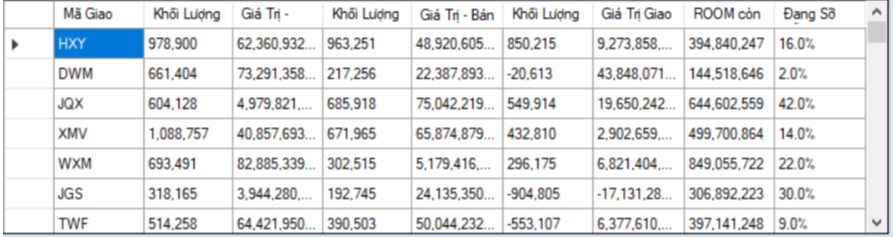 Mã Giao Khối Lượng Giá Trị - Khối Lượng Giá Trị - Bán Khối Lượng Giá Trị Giao ROOM còn Đang Sỡ
HXY 978,900 62,360,932... 963,251 48,920,605... 850,215 9,273,858,... 394,840,247 16.0%
DWM 661,404 73,291,358... 217,256 22,387,893... -20,613 43,848,071... 144,518,646 2.0%
JQX 604,128 4,979,821,... 685,918 75,042,219... 549,914 19,650,242... 644,602,559 42.0%
XMV 1,088,757 40,857,693... 671,965 65,874,879... 432,810 2,902,659,... 499,700,864 14.0%
WXM 693,491 82,885,339... 302,515 5,179,416,... 296,175 6,821,404,... 849,055,722 22.0%
JGS 318,165 3,944,280,... 192,745 24,135,350... -904,805 -17,131,28... 306,892,223 30.0%
TWF 514,258 64,421,950... 390,503 50,044,232... -553,107 6,377,610,... 397,141,248 9.0%